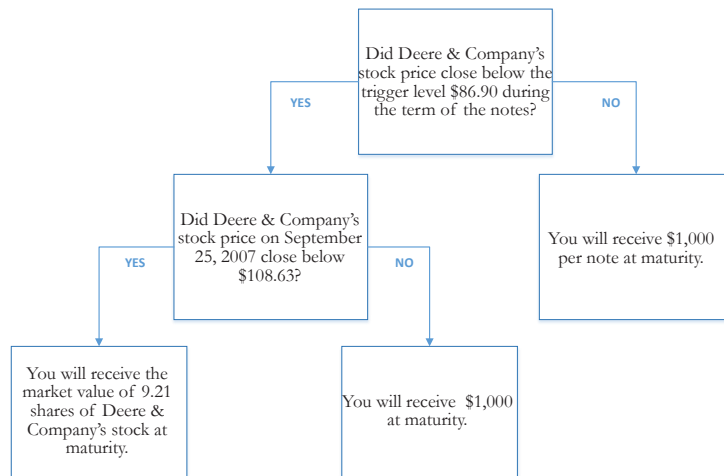 Did Deere & Company's
stock price close below the
trigger level $86.90 during
the term of the notes?
YES
NO
Did Deere & Company's
stock price on September
25, 2007 close below
$108.63?
You will receive $1,000
per note at maturity.
YES
NO
You will receive the
market value of 9.21
shares of Deere &
Company's stock at
maturity.
You will receive $1,000
at maturity.